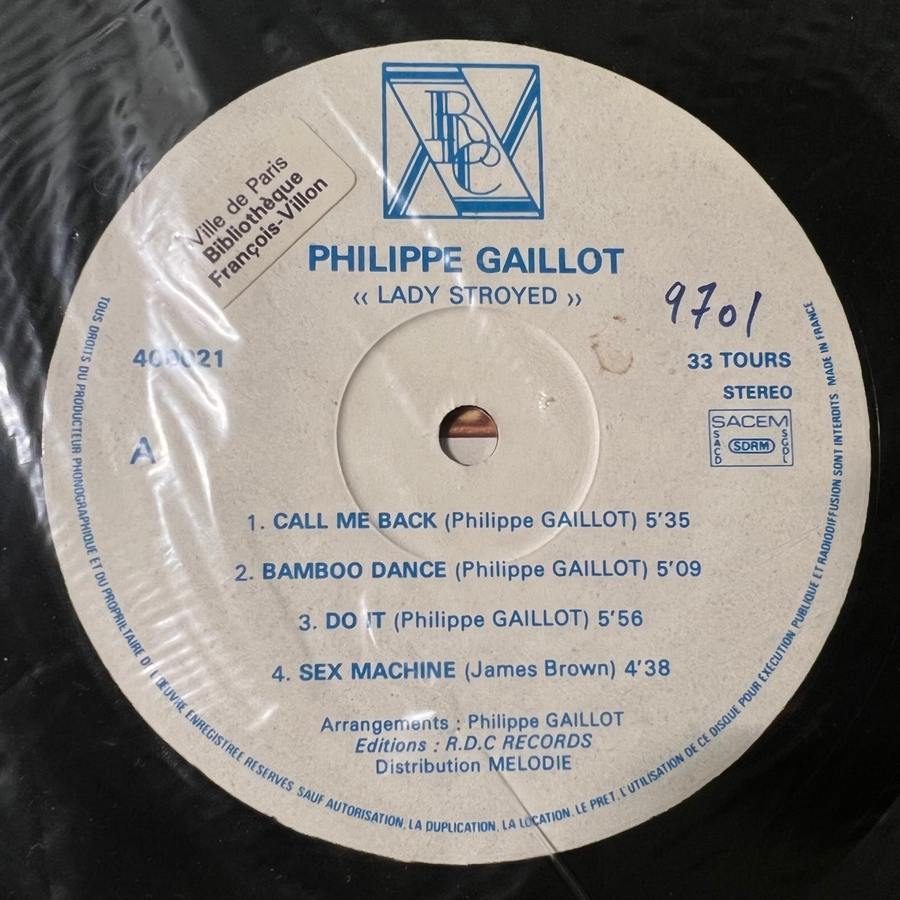 RDC
Ville de Paris
Bibliothèque
François-Villon
PHILIPPE GAILLOT
‹‹ LADY STROYED ››
9701
400021
33 TOURS
STEREO
A
SACEM
SACD
SDRM
SGDL
1. CALL ME BACK (Philippe GAILLOT) 5'35
2. BAMBOO DANCE (Philippe GAILLOT) 5'09
3. DO IT (Philippe GAILLOT) 5'56
4. SEX MACHINE (James Brown) 4'38
Arrangements : Philippe GAILLOT
Editions : R.D.C RECORDS
Distribution MELODIE
TOUS DROITS DU PRODUCTEUR PHONOGRAPHIQUE ET DU PROPRIETAIRE DE L'OEUVRE ENREGISTREE RESERVES SAUF AUTORISATION, LA DUPLICATION, LA LOCATION, LE PRET, L'UTILISATION DE CE DISQUE POUR EXECUTION PUBLIQUE ET RADIODIFFUSION SONT INTERDITS MADE IN FRANCE